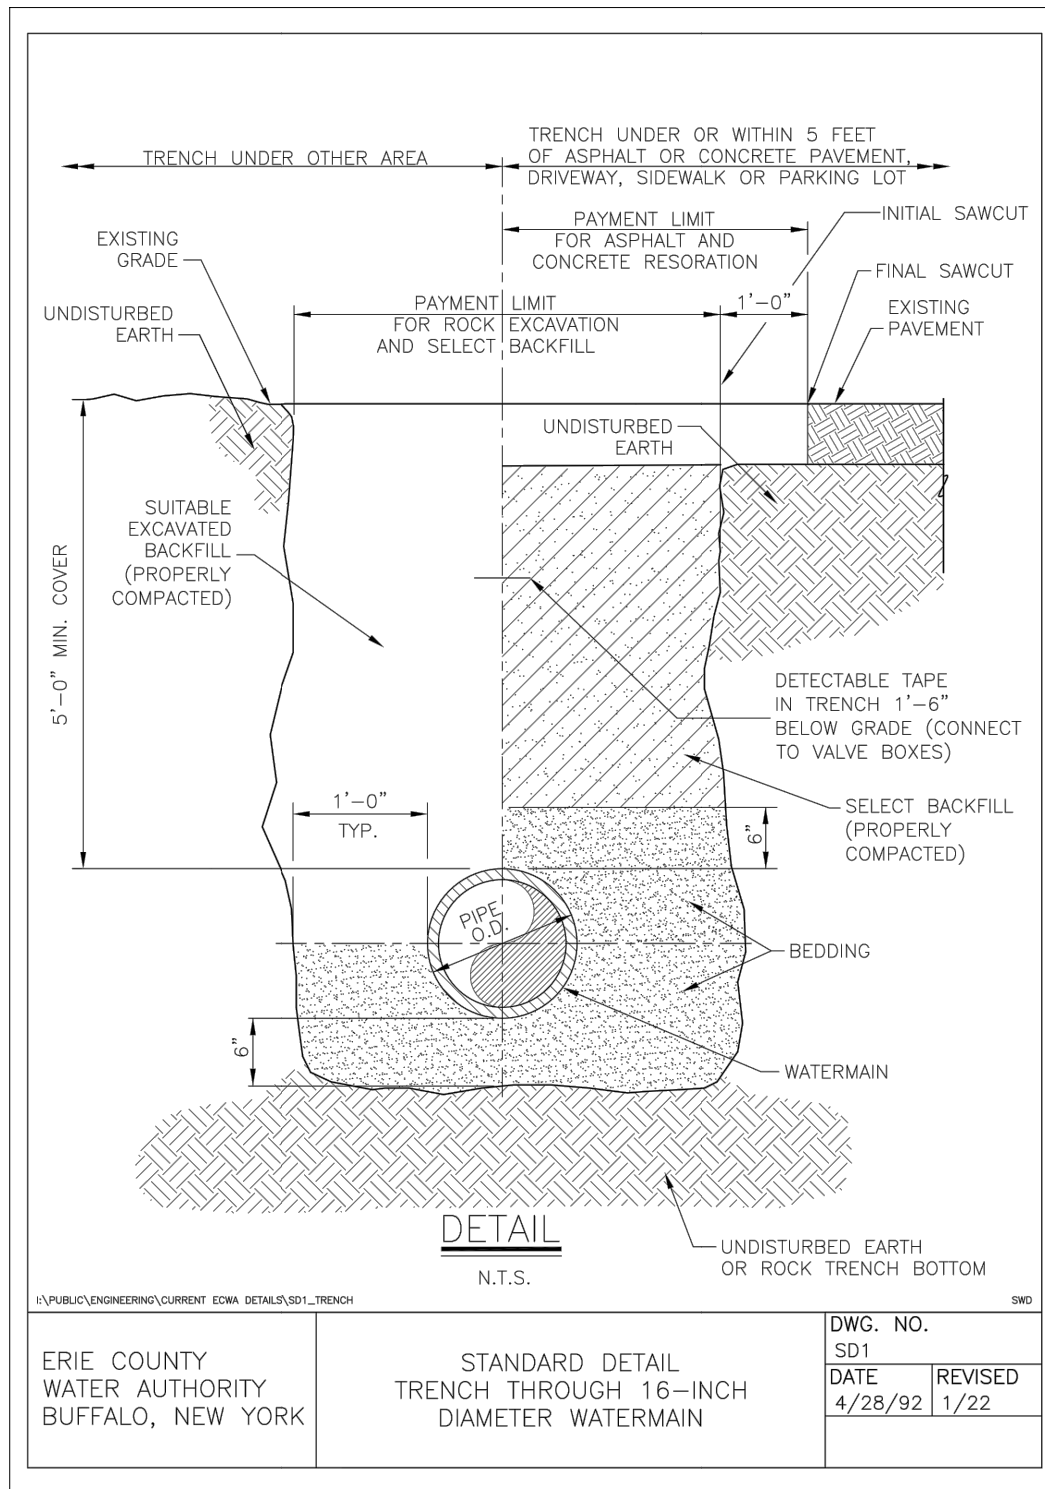 TRENCH UNDER OTHER AREA
TRENCH UNDER OR WITHIN 5 FEET
OF ASPHALT OR CONCRETE PAVEMENT,
DRIVEWAY, SIDEWALK OR PARKING LOT
PAYMENT LIMIT
FOR ASPHALT AND
CONCRETE RESORATION
INITIAL SAWCUT
EXISTING
GRADE
FINAL SAWCUT
UNDISTURBED
EARTH
PAYMENT LIMIT
FOR ROCK EXCAVATION
AND SELECT BACKFILL
1'-0"
EXISTING
PAVEMENT
UNDISTURBED
EARTH
SUITABLE
EXCAVATED
BACKFILL
(PROPERLY
COMPACTED)
5'-0" MIN. COVER
DETECTABLE TAPE
IN TRENCH 1'-6"
BELOW GRADE (CONNECT
TO VALVE BOXES)
1'-0"
TYP.
6"
SELECT BACKFILL
(PROPERLY
COMPACTED)
PIPE
O.D.
BEDDING
6"
WATERMAIN
DETAIL
N.T.S.
UNDISTURBED EARTH
OR ROCK TRENCH BOTTOM
I:\PUBLIC\ENGINEERING\CURRENT ECWA DETAILS\SD1_TRENCH
SWD
ERIE COUNTY
WATER AUTHORITY
BUFFALO, NEW YORK
STANDARD DETAIL
TRENCH THROUGH 16-INCH
DIAMETER WATERMAIN
DWG. NO.
SD1
DATE
4/28/92
REVISED
1/22